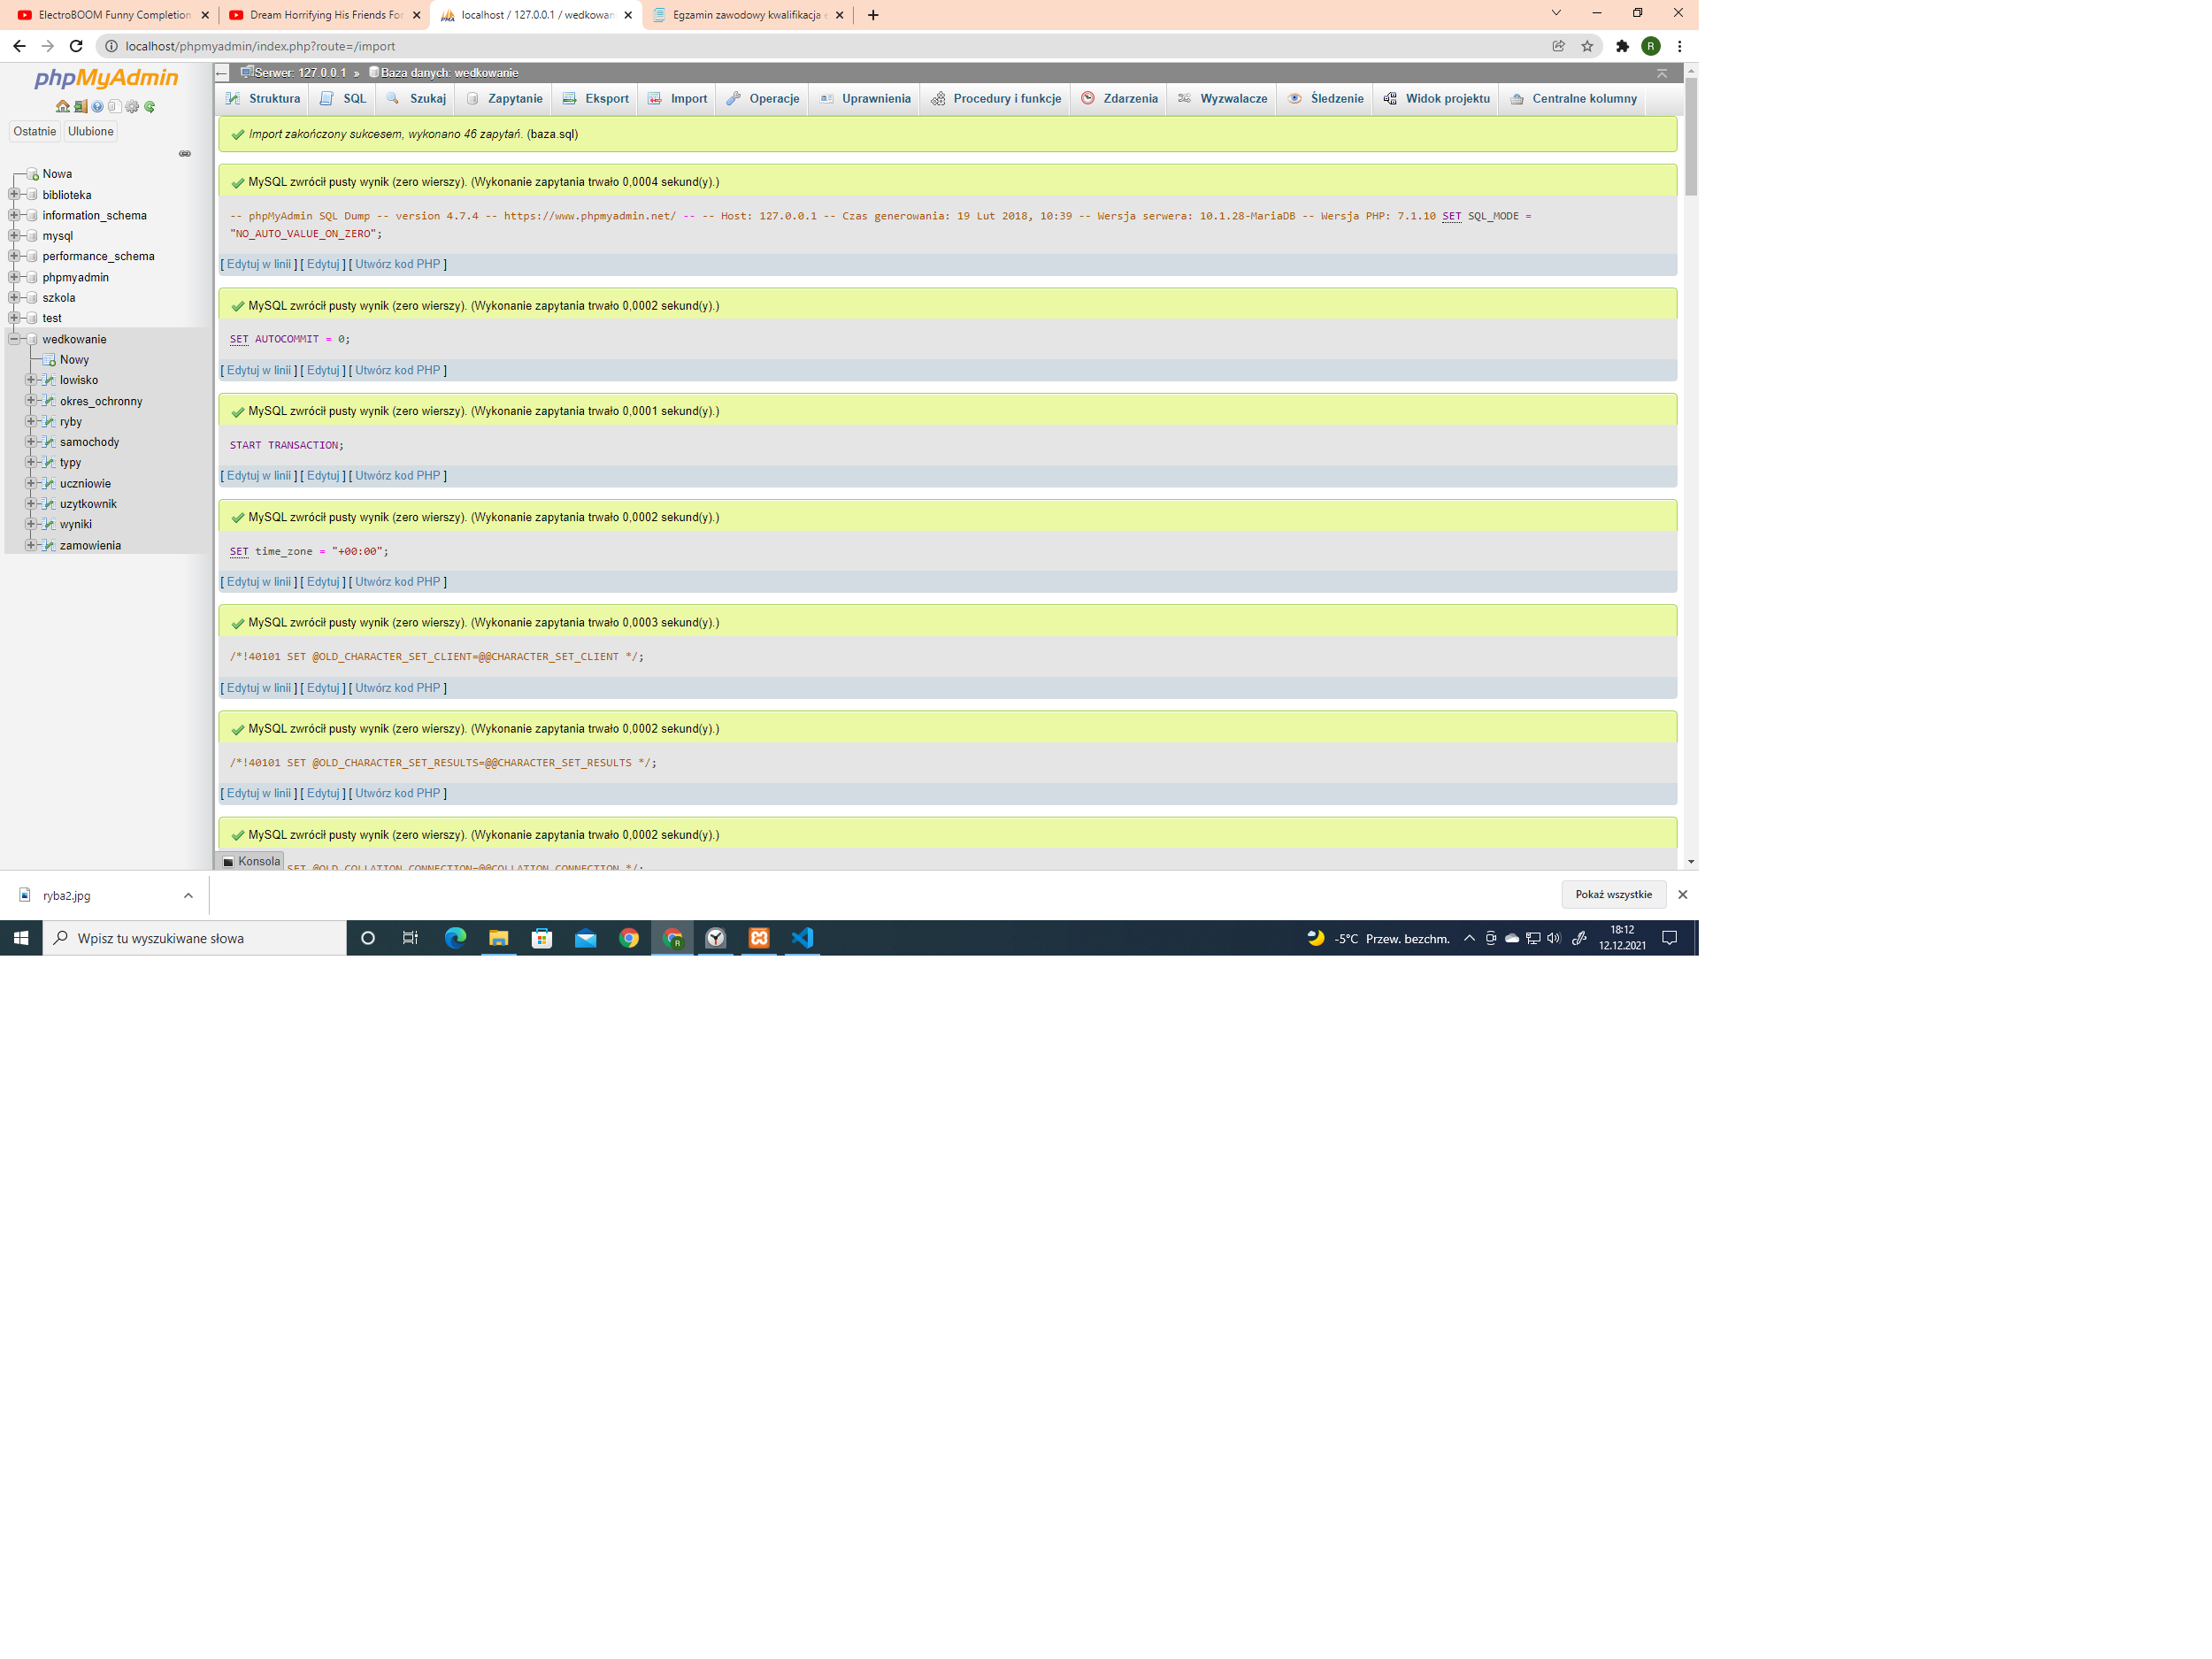 ElectroBOOM Funny Completion
Dream Horrifying His Friends For
localhost / 127.0.0.1 / wedkowan
Egzamin zawodowy kwalifikacja e
localhost/phpmyadmin/index.php?route=/import
R
phpMyAdmin
Ostatnie Ulubione
Nowa
biblioteka
information_schema
mysql
performance_schema
phpmyadmin
szkola
test
wedkowanie
Nowy
lowisko
okres_ochronny
ryby
samochody
typy
uczniowie
uzytkownik
wyniki
zamowienia
Serwer: 127.0.0.1 » Baza danych: wedkowanie
Struktura SQL Szukaj Zapytanie Eksport Import Operacje Uprawnienia Procedury i funkcje Zdarzenia Wyzwalacze Śledzenie Widok projektu Centralne kolumny
Import zakończony sukcesem, wykonano 46 zapytań. (baza.sql)
MySQL zwrócił pusty wynik (zero wierszy). (Wykonanie zapytania trwało 0,0004 sekund(y).)
-- phpMyAdmin SQL Dump -- version 4.7.4 -- https://www.phpmyadmin.net/ -- -- Host: 127.0.0.1 -- Czas generowania: 19 Lut 2018, 10:39 -- Wersja serwera: 10.1.28-MariaDB -- Wersja PHP: 7.1.10 SET SQL_MODE =
"NO_AUTO_VALUE_ON_ZERO";
[ Edytuj w linii ] [ Edytuj ] [ Utwórz kod PHP ]
MySQL zwrócił pusty wynik (zero wierszy). (Wykonanie zapytania trwało 0,0002 sekund(y).)
SET AUTOCOMMIT = 0;
[ Edytuj w linii ] [ Edytuj ] [ Utwórz kod PHP ]
MySQL zwrócił pusty wynik (zero wierszy). (Wykonanie zapytania trwało 0,0001 sekund(y).)
START TRANSACTION;
[ Edytuj w linii ] [ Edytuj ] [ Utwórz kod PHP ]
MySQL zwrócił pusty wynik (zero wierszy). (Wykonanie zapytania trwało 0,0002 sekund(y).)
SET time_zone = "+00:00";
[ Edytuj w linii ] [ Edytuj ] [ Utwórz kod PHP ]
MySQL zwrócił pusty wynik (zero wierszy). (Wykonanie zapytania trwało 0,0003 sekund(y).)
/*!40101 SET @OLD_CHARACTER_SET_CLIENT=@@CHARACTER_SET_CLIENT */;
[ Edytuj w linii ] [ Edytuj ] [ Utwórz kod PHP ]
MySQL zwrócił pusty wynik (zero wierszy). (Wykonanie zapytania trwało 0,0002 sekund(y).)
/*!40101 SET @OLD_CHARACTER_SET_RESULTS=@@CHARACTER_SET_RESULTS */;
[ Edytuj w linii ] [ Edytuj ] [ Utwórz kod PHP ]
MySQL zwrócił pusty wynik (zero wierszy). (Wykonanie zapytania trwało 0,0002 sekund(y).)
SET @OLD_COLLATION_CONNECTION=@@COLLATION_CONNECTION */;
Konsola
ryba2.jpg
Pokaż wszystkie
Wpisz tu wyszukiwane słowa
-5°C Przew. bezchm.
18:12
12.12.2021